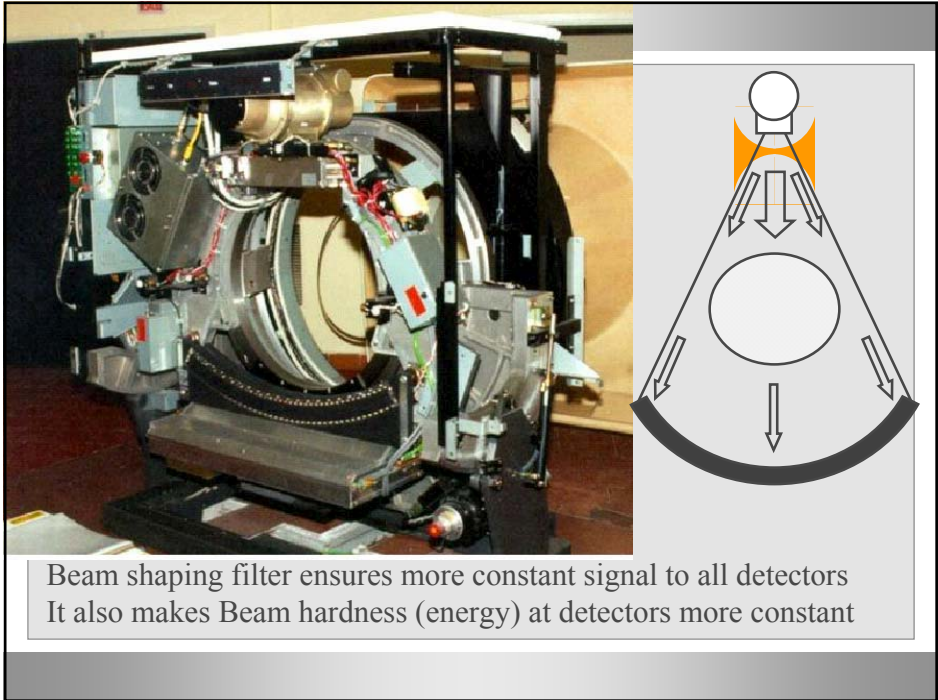 Beam shaping filter ensures more constant signal to all detectors
It also makes Beam hardness (energy) at detectors more constant